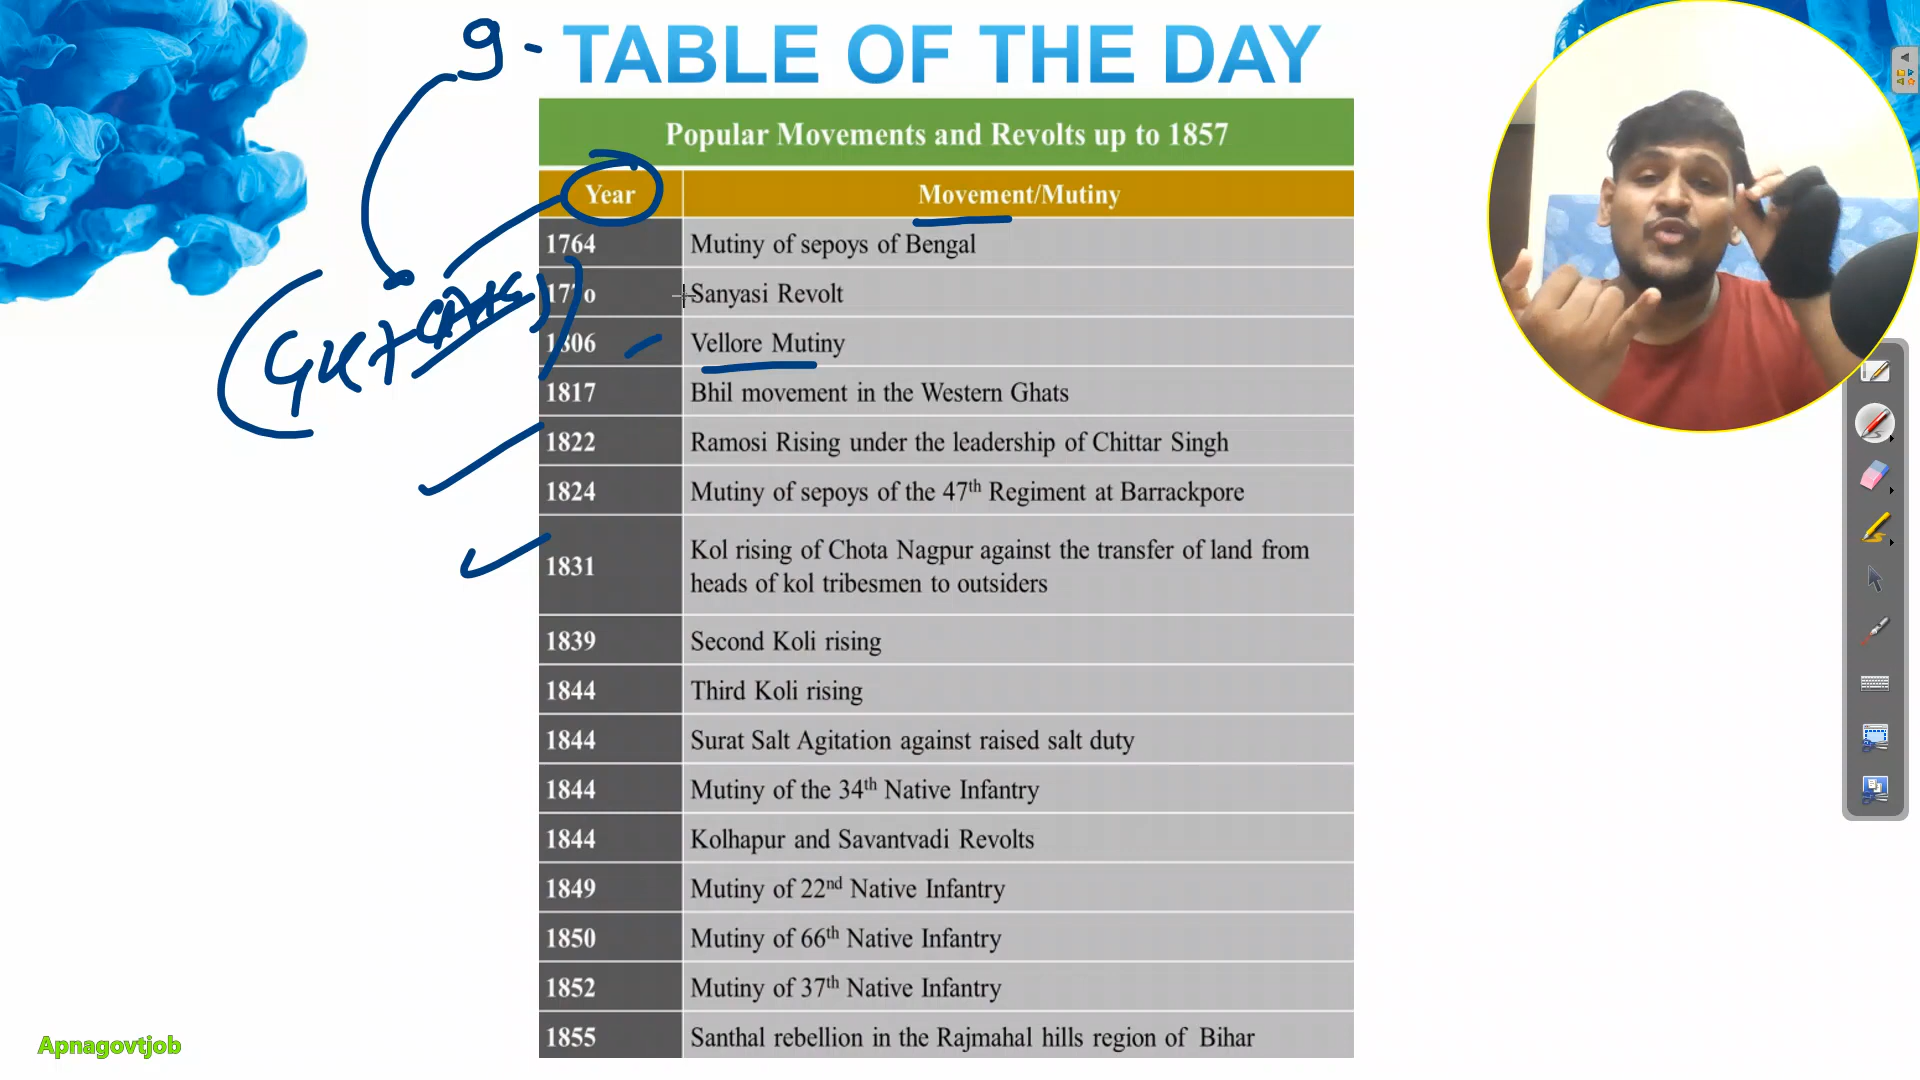 9-
TABLE OF THE DAY
Popular Movements and Revolts up to 1857
Year Movement/Mutiny
1764 Mutiny of sepoys of Bengal
Sanyasi Revolt
1806 Vellore Mutiny
1817 Bhil movement in the Western Ghats
1822 Ramosi Rising under the leadership of Chittar Singh
1824 Mutiny of sepoys of the 47th Regiment at Barrackpore
1831 Kol rising of Chota Nagpur against the transfer of land from
heads of kol tribesmen to outsiders
1839 Second Koli rising
1844 Third Koli rising
1844 Surat Salt Agitation against raised salt duty
1844 Mutiny of the 34th Native Infantry
1844 Kolhapur and Savantvadi Revolts
1849 Mutiny of 22nd Native Infantry
1850 Mutiny of 66th Native Infantry
1852 Mutiny of 37th Native Infantry
1855 Santhal rebellion in the Rajmahal hills region of Bihar
Apnagovtjob